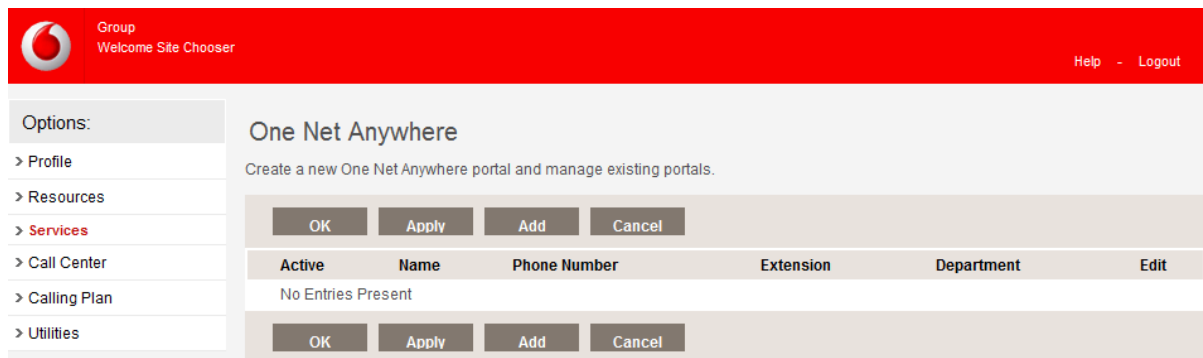 Group
Welcome Site Chooser
Help - Logout
Options:
> Profile
> Resources
> Services
> Call Center
> Calling Plan
> Utilities
One Net Anywhere
Create a new One Net Anywhere portal and manage existing portals.
OK Apply Add Cancel
Active Name Phone Number Extension Department Edit
No Entries Present
OK Apply Add Cancel